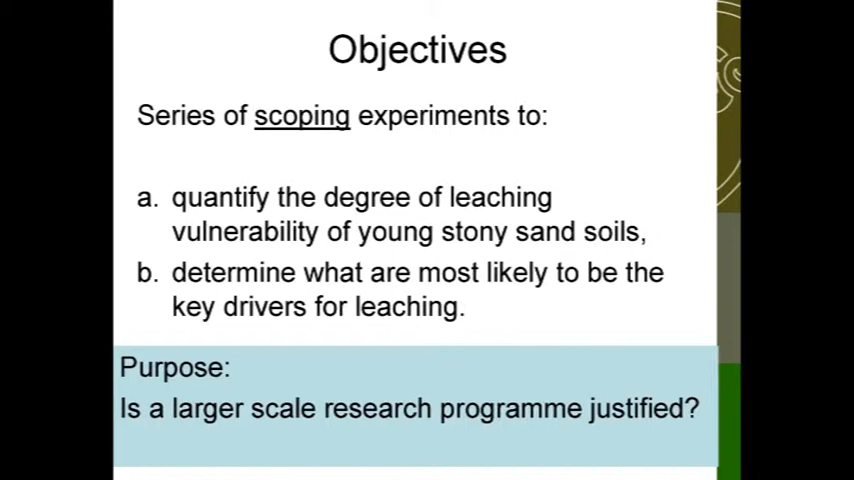 Objectives
Series of scoping experiments to:
a. quantify the degree of leaching
vulnerability of young stony sand soils,
b. determine what are most likely to be the
key drivers for leaching.
Purpose:
Is a larger scale research programme justified?